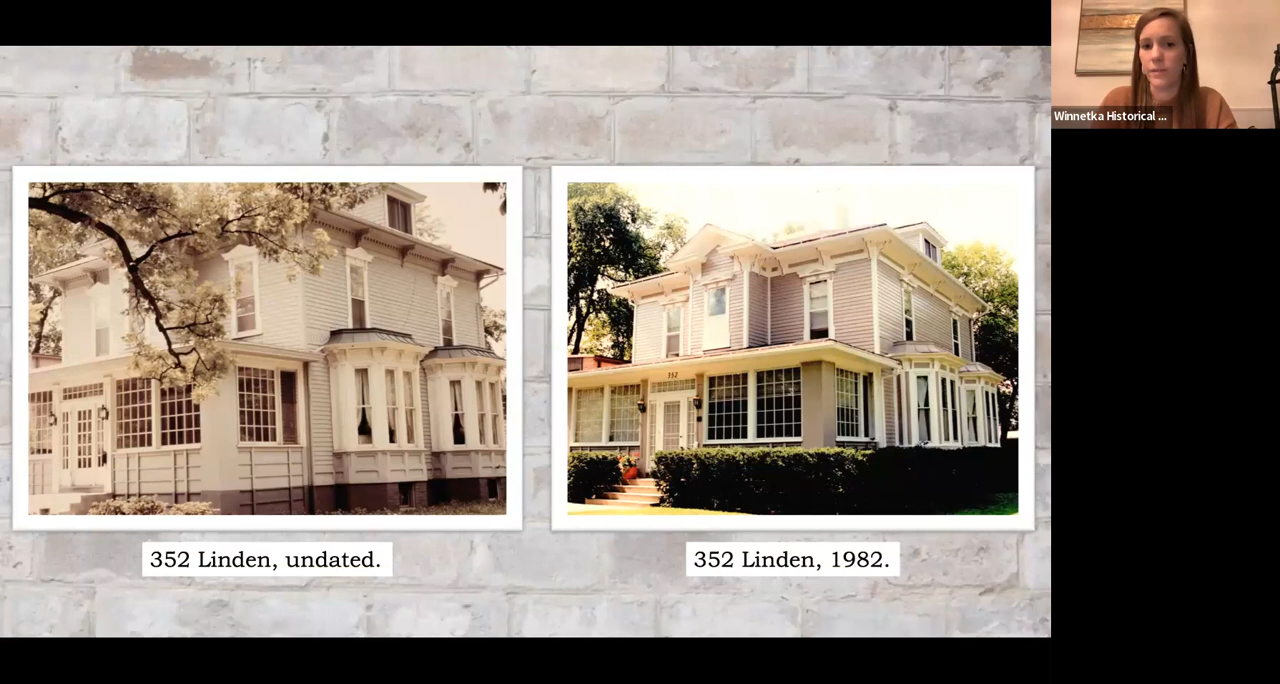 Winnetka Historical ...
352
352 Linden, undated.
352 Linden, 1982.